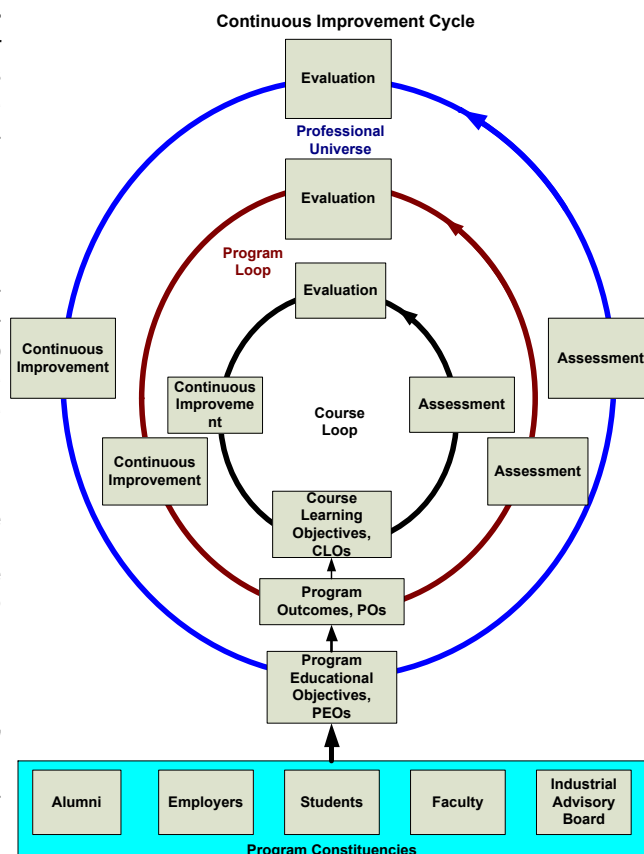 Continuous Improvement Cycle
Evaluation
Professional
Universe
Evaluation
Program
Loop
Evaluation
Continuous
Improvement
Assessment
Continuous
Improveme
nt
Assessment
Course
Loop
Continuous
Improvement
Assessment
Course
Learning
Objectives,
CLOs
Program
Outcomes, POs
Program
Educational
Objectives,
PEOs
Alumni
Employers
Students
Faculty
Industrial
Advisory
Board
Program Constituencies